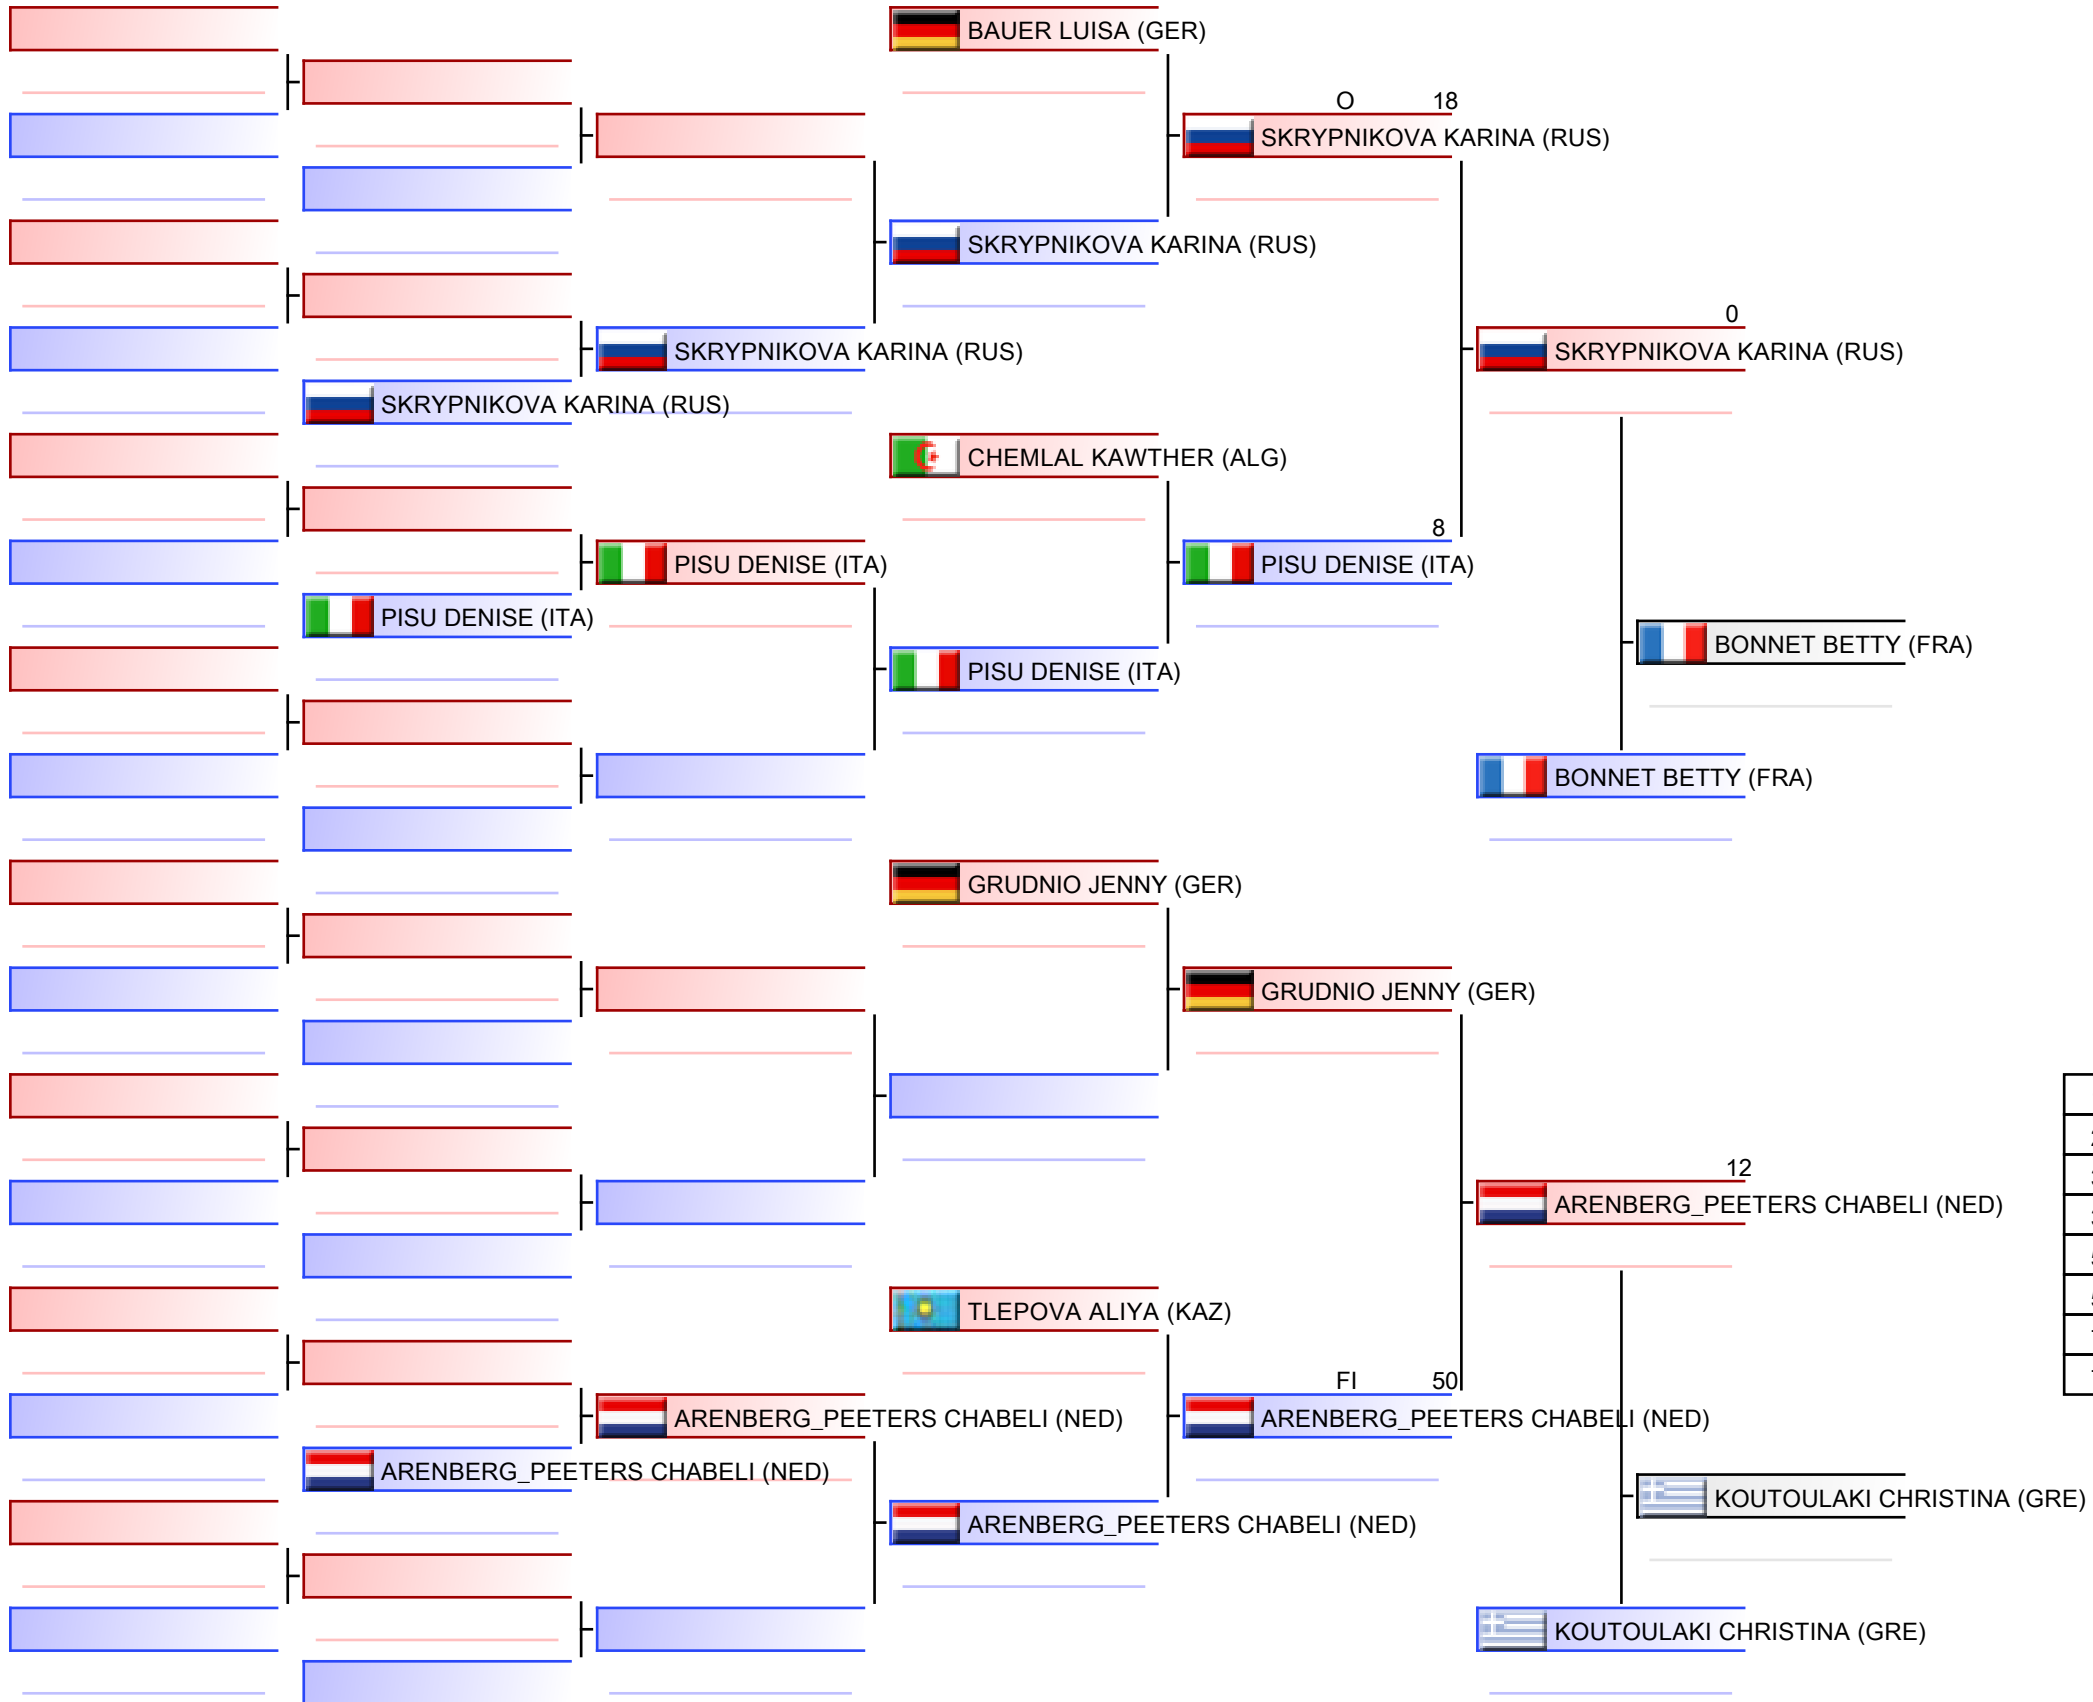 BAUER LUISA (GER)
O 18
SKRYPNIKOVA KARINA (RUS)
SKRYPNIKOVA KARINA (RUS)
0
SKRYPNIKOVA KARINA (RUS)
SKRYPNIKOVA KARINA (RUS)
SKRYPNIKOVA KARINA (RUS)
CHEMLAL KAWTHER (ALG)
8
PISU DENISE (ITA)
PISU DENISE (ITA)
PISU DENISE (ITA)
BONNET BETTY (FRA)
PISU DENISE (ITA)
BONNET BETTY (FRA)
GRUDNIO JENNY (GER)
GRUDNIO JENNY (GER)
12
ARENBERG_PEETERS CHABELI (NED)
TLEPOVA ALIYA (KAZ)
FI 50
ARENBERG_PEETERS CHABELI (NED)
ARENBERG_PEETERS CHABELI (NED)
ARENBERG_PEETERS CHABELI (NED)
KOUTOULAKI CHRISTINA (GRE)
ARENBERG_PEETERS CHABELI (NED)
KOUTOULAKI CHRISTINA (GRE)